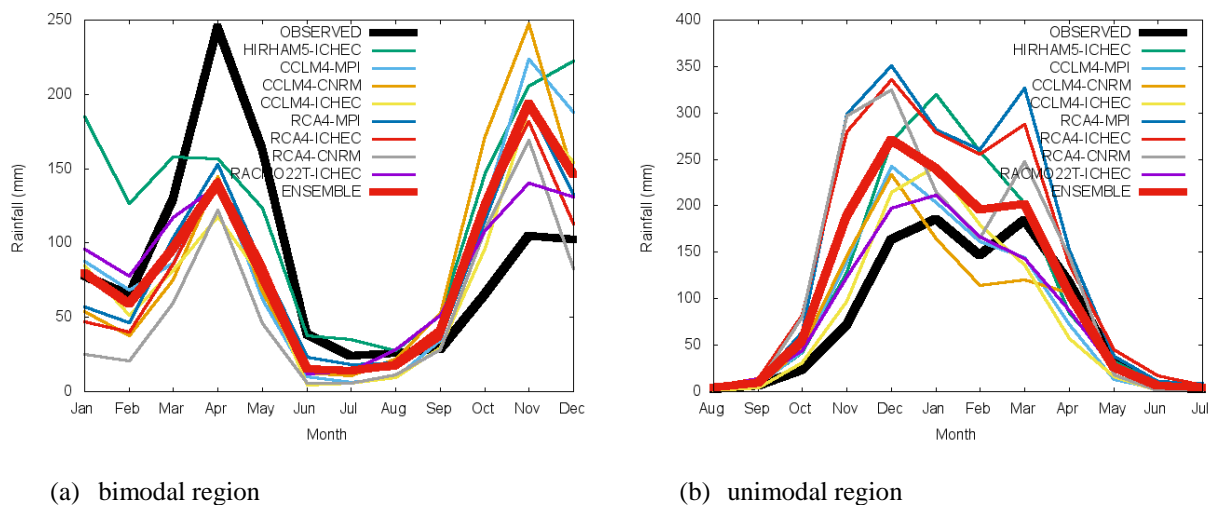 250
200
150
100
50
0
Rainfall (mm)
OBSERVED
HIRHAM5-ICHEC
CCLM4-MPI
CCLM4-CNRM
CCLM4-ICHEC
RCA4-MPI
RCA4-ICHEC
RCA4-CNRM
RACMO22T-ICHEC
ENSEMBLE
Jan Feb Mar Apr May Jun Jul Aug Sep Oct Nov Dec
Month
(a) bimodal region
400
350
300
250
200
150
100
50
0
Rainfall (mm)
OBSERVED
HIRHAM5-ICHEC
CCLM4-MPI
CCLM4-CNRM
CCLM4-ICHEC
RCA4-MPI
RCA4-ICHEC
RCA4-CNRM
RACMO22T-ICHEC
ENSEMBLE
Aug Sep Oct Nov Dec Jan Feb Mar Apr May Jun Jul
Month
(b) unimodal region